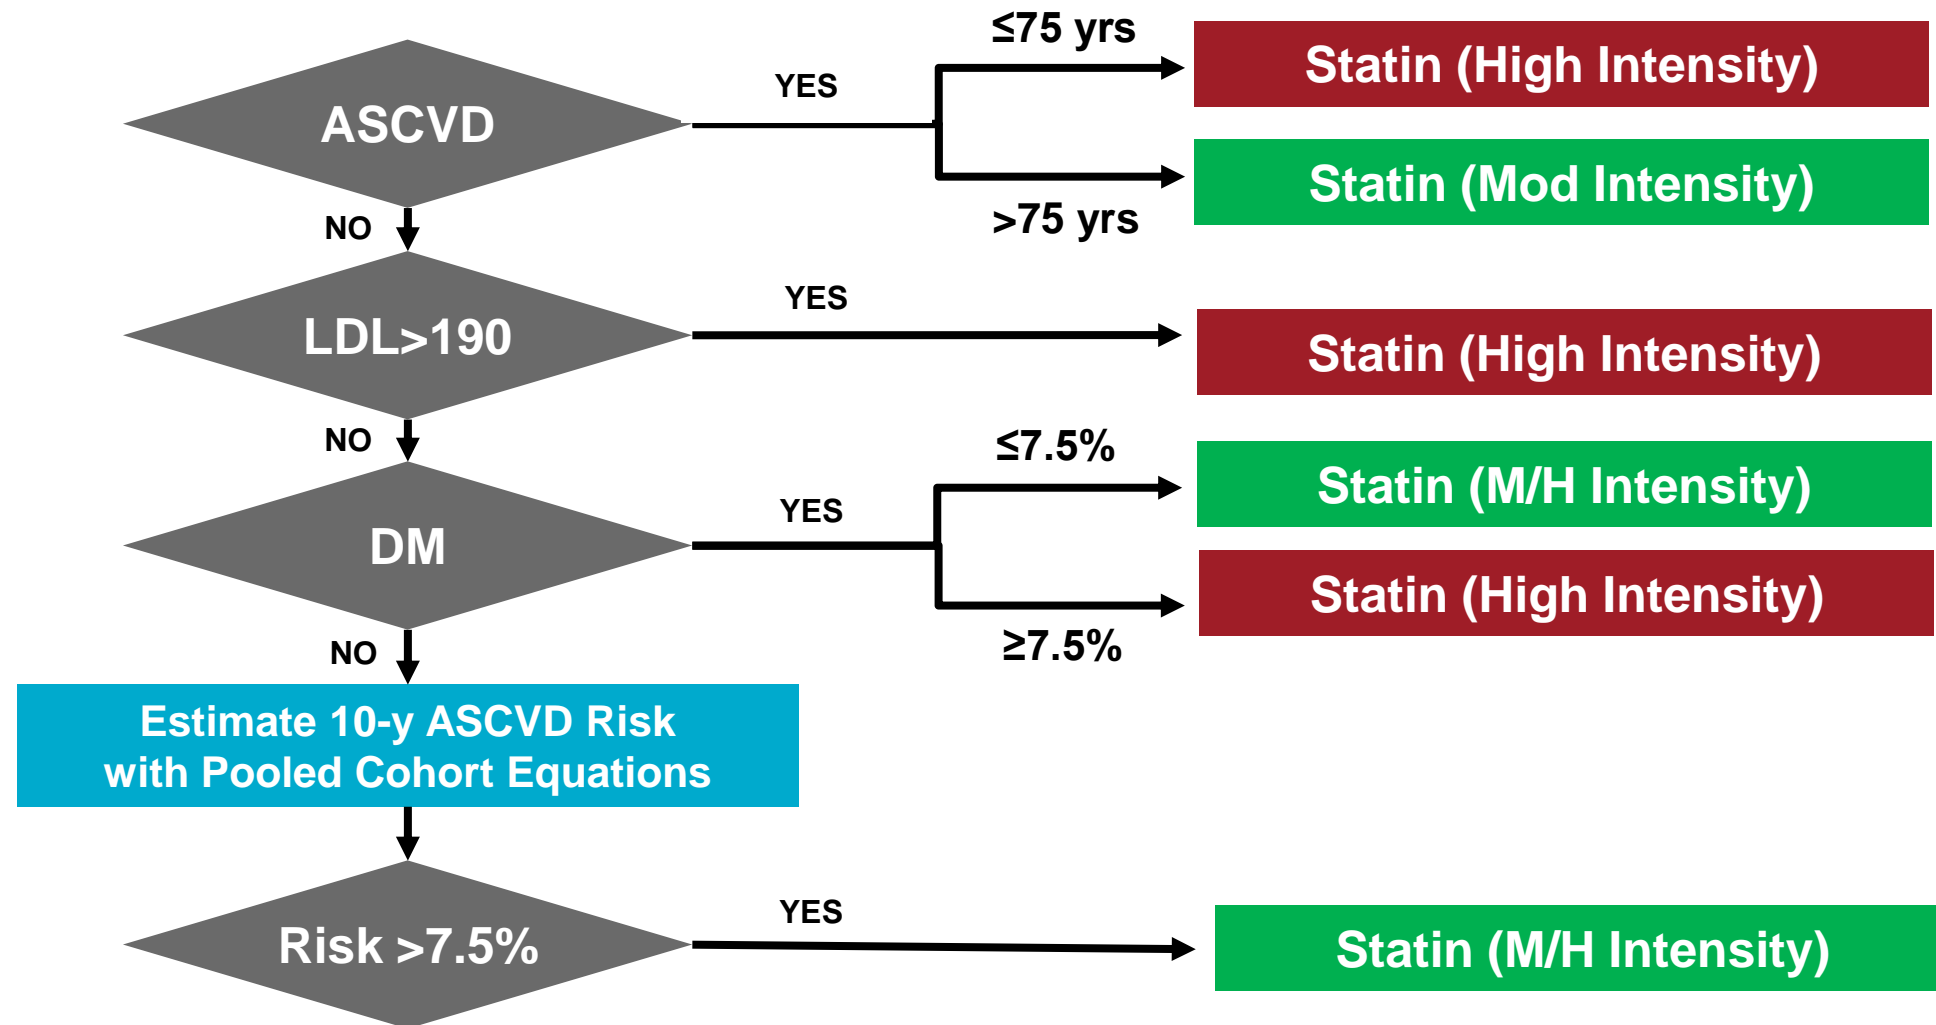 ≤75 yrs
Statin (High Intensity)
YES
ASCVD
Statin (Mod Intensity)
>75 yrs
NO
YES
LDL>190
Statin (High Intensity)
NO
≤7.5%
Statin (M/H Intensity)
YES
DM
Statin (High Intensity)
≥7.5%
NO
Estimate 10-y ASCVD Risk
with Pooled Cohort Equations
YES
Risk >7.5%
Statin (M/H Intensity)